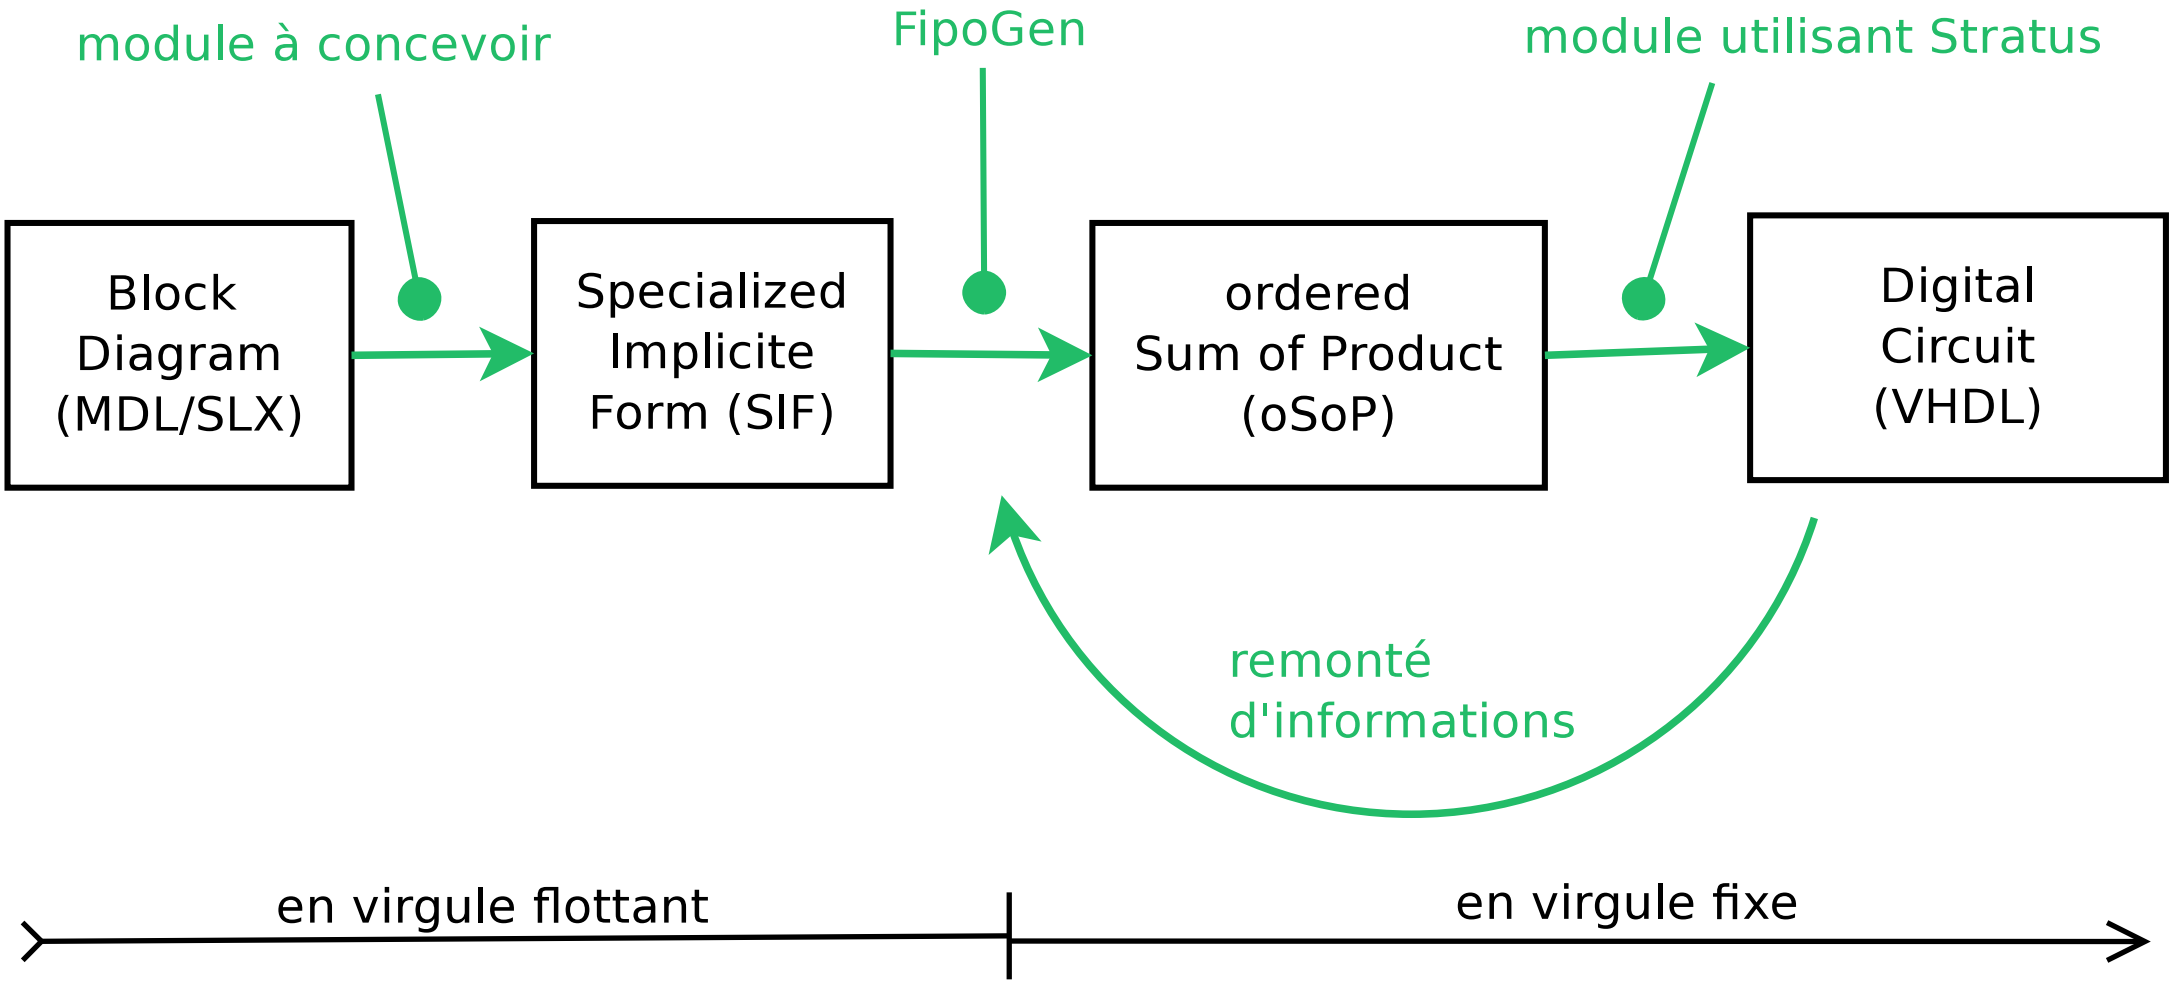 module à concevoir
FipoGen
module utilisant Stratus
Block
Diagram
(MDL/SLX)
Specialized
Implicite
Form (SIF)
ordered
Sum of Product
(oSoP)
Digital
Circuit
(VHDL)
remonté
d'informations
en virgule flottant
en virgule fixe